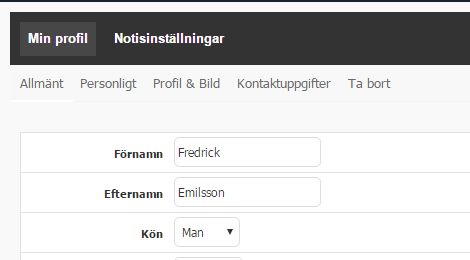 Min profil Notisinställningar
Allmänt Personligt Profil & Bild Kontaktuppgifter Ta bort
Förnamn Fredrick
Efternamn Emilsson
Kön Man